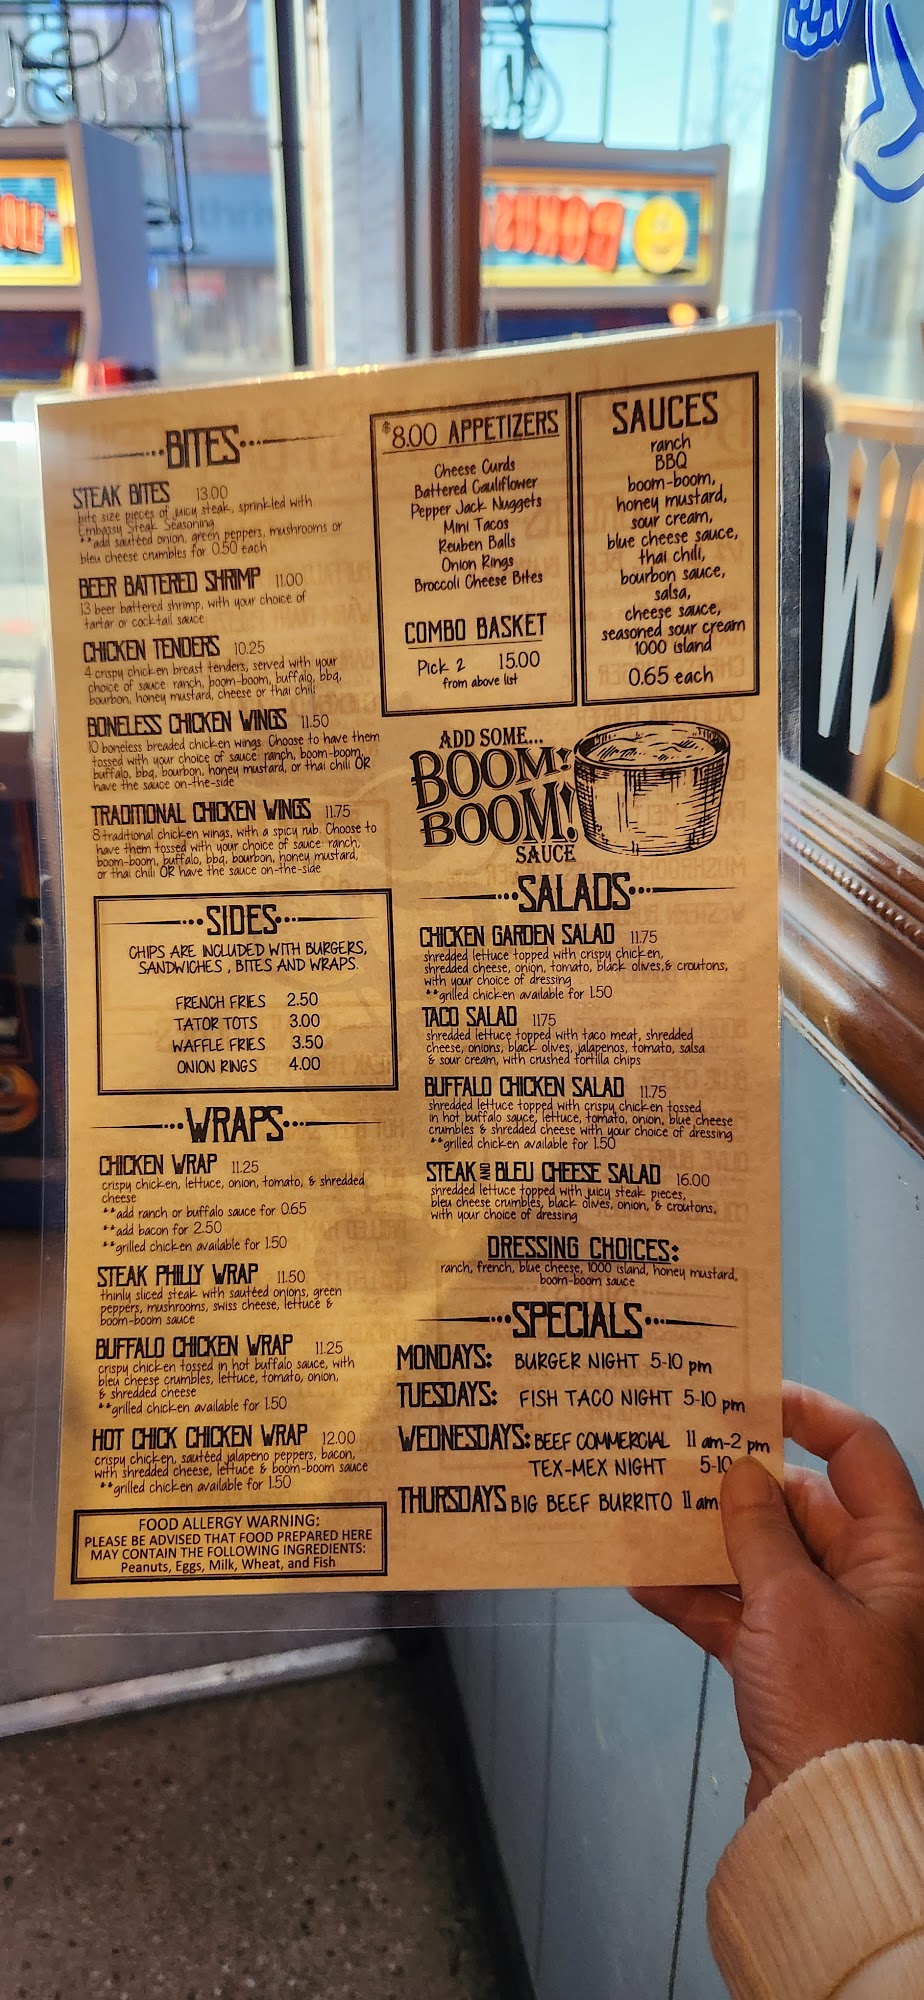 BITES
STEAK BITES 13.00
bite size pieces of juicy steak, sprinkled with
Embassy Steak Seasoning
**add sautéed onion, green peppers, mushrooms or
bleu cheese crumbles for 0.50 each
BEER BATTERED SHRIMP 11.00
13 beer battered shrimp, with your choice of
tartar or cocktail sauce
CHICKEN TENDERS 10.25
4 crispy chicken breast tenders, served with your
choice of sauce ranch, boom-boom, buffalo, bbq,
bourbon, honey mustard, cheese or thai chili
BONELESS CHICKEN WINGS 11.50
10 boneless breaded chicken wings. Choose to have them
tossed with your choice of sauce: ranch, boom-boom,
buffalo, bbq, bourbon, honey mustard, or thai chili OR
have the sauce on-the-side
TRADITIONAL CHICKEN WINGS 11.75
8 traditional chicken wings, with a spicy rub. Choose to
have them tossed with your choice of sauce: ranch,
boom-boom, buffalo, bbq, bourbon, honey mustard,
or thai chili OR have the sauce on-the-side
SIDES
CHIPS ARE INCLUDED WITH BURGERS,
SANDWICHES , BITES AND WRAPS.
FRENCH FRIES 2.50
TATOR TOTS 3.00
WAFFLE FRIES 3.50
ONION RINGS 4.00
WRAPS
CHICKEN WRAP 11.25
crispy chicken, lettuce, onion, tomato, & shredded
cheese
**add ranch or buffalo sauce for 0.65
**add bacon for 2.50
**grilled chicken available for 1.50
STEAK PHILLY WRAP 11.50
thinly sliced steak with sautéed onions, green
peppers, mushrooms, swiss cheese, lettuce &
boom-boom sauce
BUFFALO CHICKEN WRAP 11.25
crispy chicken tossed in hot buffalo sauce, with
bleu cheese crumbles, lettuce, tomato, onion,
& shredded cheese
**grilled chicken available for 1.50
HOT CHICK CHICKEN WRAP 12.00
crispy chicken, sautéed jalapeno peppers, bacon,
with shredded cheese, lettuce & boom-boom sauce
**grilled chicken available for 1.50
FOOD ALLERGY WARNING:
PLEASE BE ADVISED THAT FOOD PREPARED HERE
MAY CONTAIN THE FOLLOWING INGREDIENTS:
Peanuts, Eggs, Milk, Wheat, and Fish
$8.00 APPETIZERS
Cheese Curds
Battered Cauliflower
Pepper Jack Nuggets
Mini Tacos
Reuben Balls
Onion Rings
Broccoli Cheese Bites
COMBO BASKET
Pick 2 15.00
from above list
SAUCES
ranch
BBQ
boom-boom,
honey mustard,
sour cream,
blue cheese sauce,
thai chili,
bourbon sauce,
salsa,
cheese sauce,
seasoned sour cream
1000 island
0.65 each
ADD SOME...
BOOM!
BOOM!
SAUCE
SALADS
CHICKEN GARDEN SALAD 11.75
shredded lettuce topped with crispy chicken,
shredded cheese, onion, tomato, black olives,& croutons,
with your choice of dressing
**grilled chicken available for 1.50
TACO SALAD 11.75
shredded lettuce topped with taco meat, shredded
cheese, onions, black olives, jalapenos, tomato, salsa
& sour cream, with crushed tortilla chips
BUFFALO CHICKEN SALAD 11.75
shredded lettuce topped with crispy chicken tossed
in hot buffalo sauce, lettuce, tomato, onion, blue cheese
crumbles & shredded cheese with your choice of dressing
**grilled chicken available for 1.50
STEAK AND BLEU CHEESE SALAD 16.00
shredded lettuce topped with juicy steak pieces,
bleu cheese crumbles, black olives, onion, & croutons,
with your choice of dressing
DRESSING CHOICES:
ranch, french, blue cheese, 1000 island, honey mustard,
boom-boom sauce
SPECIALS
MONDAYS: BURGER NIGHT 5-10 pm
TUESDAYS: FISH TACO NIGHT 5-10 pm
WEDNESDAYS: BEEF COMMERCIAL 11 am-2 pm
TEX-MEX NIGHT 5-10
THURSDAYS BIG BEEF BURRITO 11 am-
W